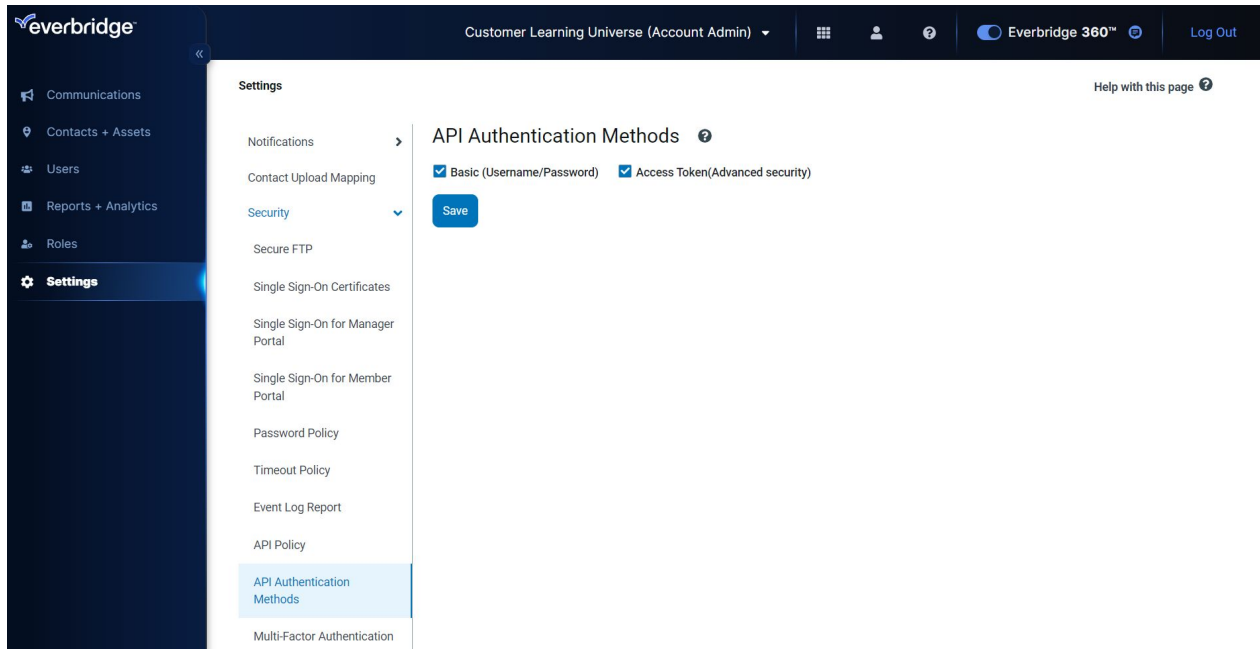 everbridge
Customer Learning Universe (Account Admin)
Everbridge 360™
Log Out
Communications
Contacts + Assets
Users
Reports + Analytics
Roles
Settings
Settings
Help with this page
Notifications
Contact Upload Mapping
Security
Secure FTP
Single Sign-On Certificates
Single Sign-On for Manager
Portal
Single Sign-On for Member
Portal
Password Policy
Timeout Policy
Event Log Report
API Policy
API Authentication
Methods
Multi-Factor Authentication
API Authentication Methods
Basic (Username/Password)
Access Token(Advanced security)
Save